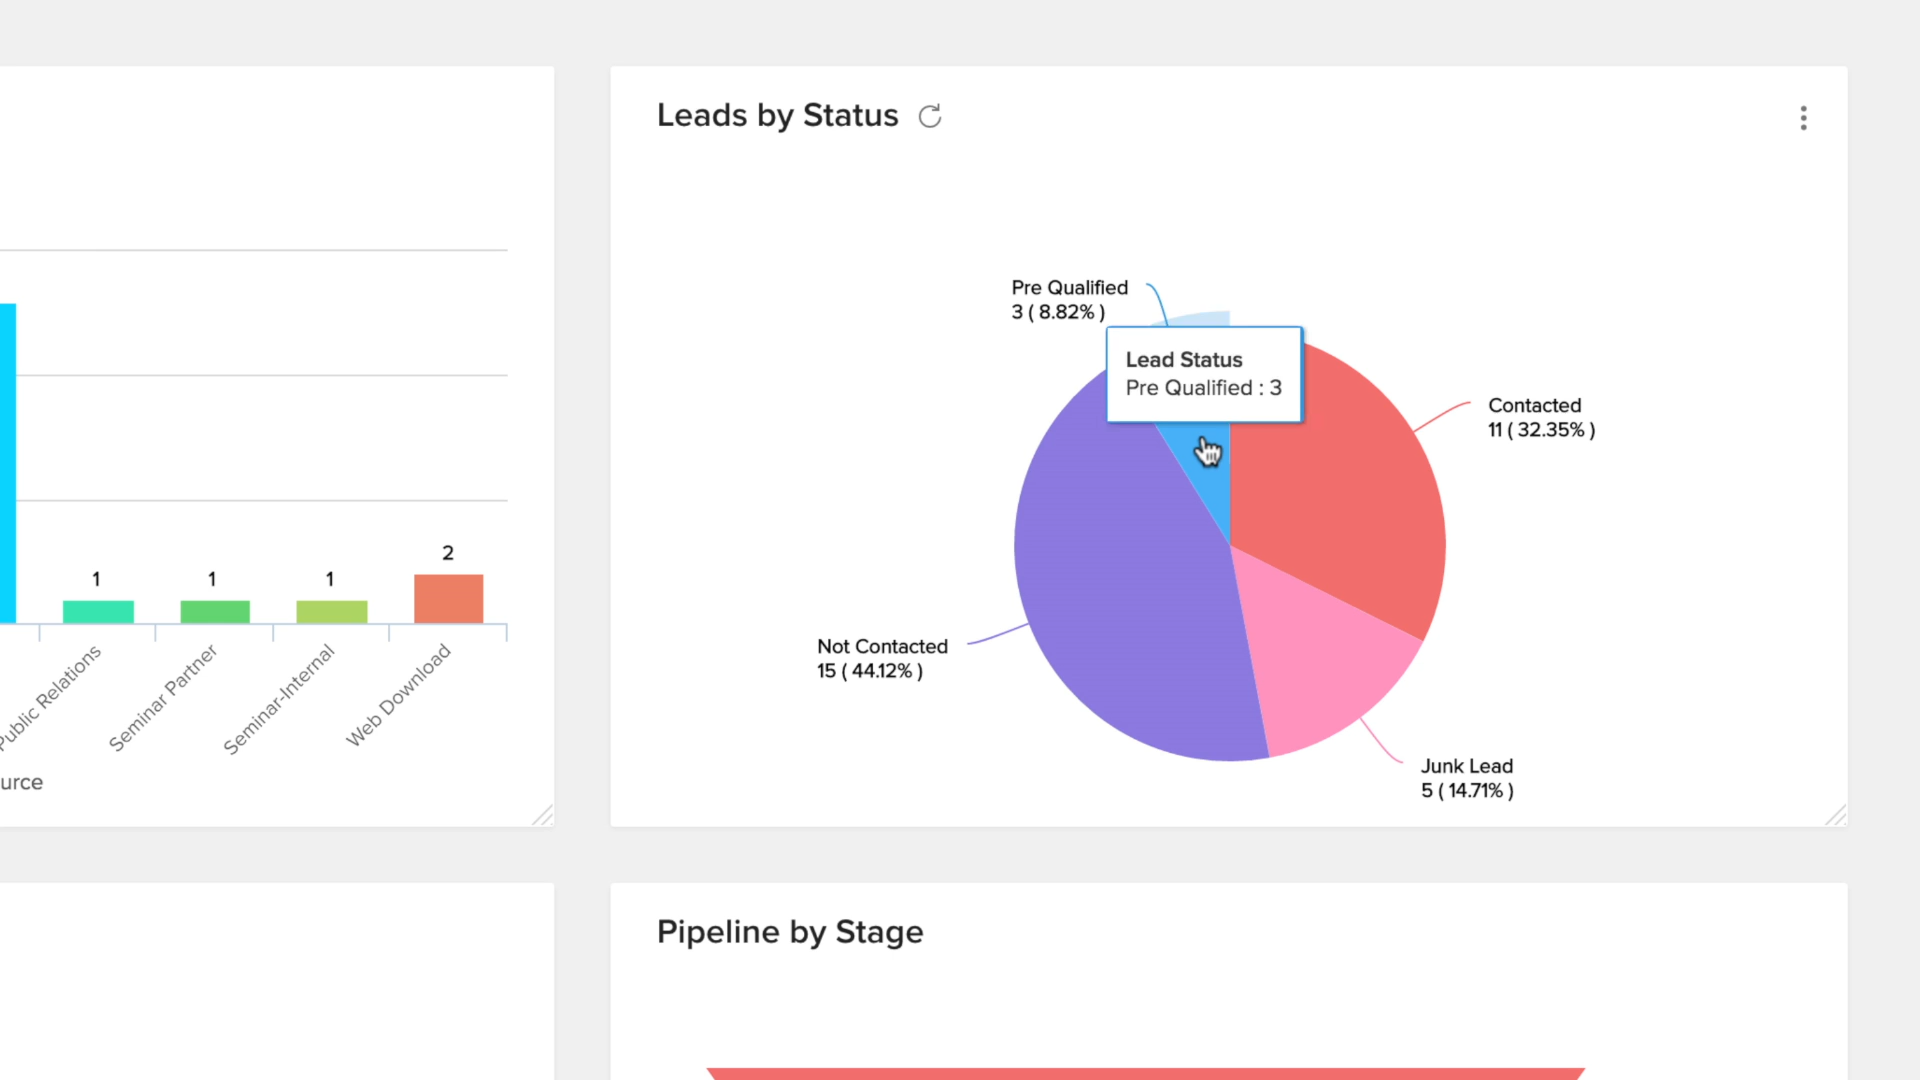 Leads by Status
Pre Qualified
3 ( 8.82% )
Lead Status
Pre Qualified : 3
Contacted
11 ( 32.35% )
Not Contacted
15 ( 44.12% )
Junk Lead
5 ( 14.71% )
1
1
1
2
Public Relations
Seminar Partner
Seminar-Internal
Web Download
urce
Pipeline by Stage